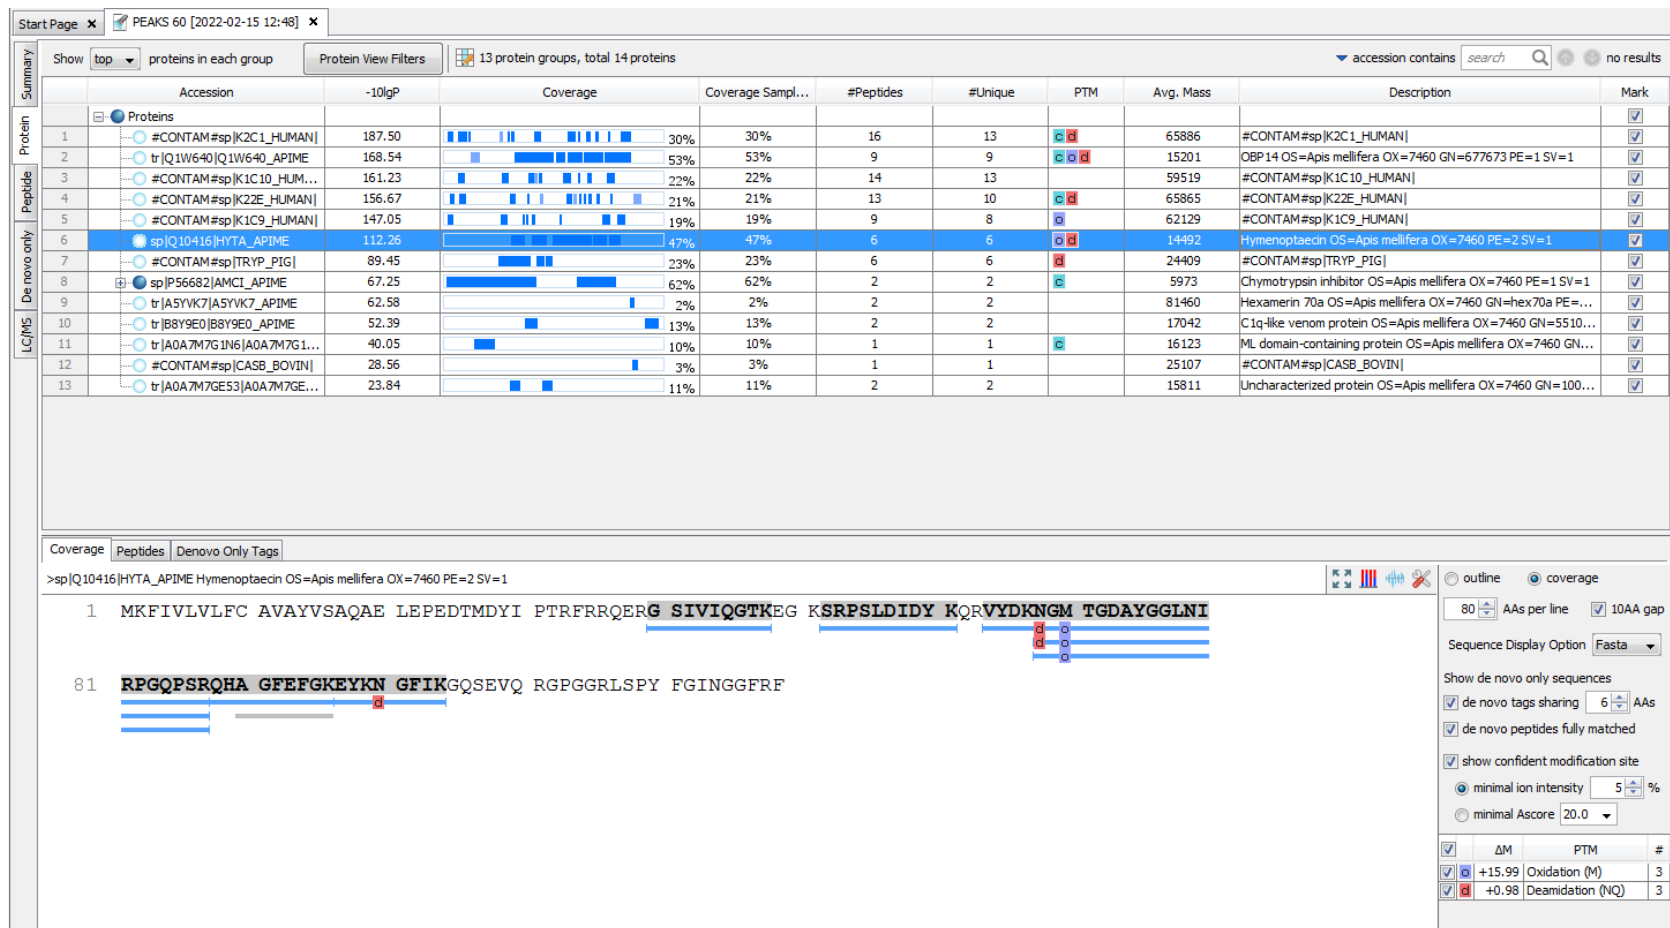 Start Page
PEAKS 60 [2022-02-15 12:48]
Summary
Protein
Peptide
De novo only
LC/MS
Show top proteins in each group Protein View Filters 13 protein groups, total 14 proteins accession contains search no results
Accession -10lgP Coverage Coverage Sampl... #Peptides #Unique PTM Avg. Mass Description Mark
Proteins
1 #CONTAM#sp|K2C1_HUMAN| 187.50 30% 30% 16 13 c d 65886 #CONTAM#sp|K2C1_HUMAN|
2 tr|Q1W640|Q1W640_APIME 168.54 53% 53% 9 9 c o d 15201 OBP14 OS=Apis mellifera OX=7460 GN=677673 PE=1 SV=1
3 #CONTAM#sp|K1C10_HUM... 161.23 22% 22% 14 13 59519 #CONTAM#sp|K1C10_HUMAN|
4 #CONTAM#sp|K22E_HUMAN| 156.67 21% 21% 13 10 c d 65865 #CONTAM#sp|K22E_HUMAN|
5 #CONTAM#sp|K1C9_HUMAN| 147.05 19% 19% 9 8 o 62129 #CONTAM#sp|K1C9_HUMAN|
6 sp|Q10416|HYTA_APIME 112.26 47% 47% 6 6 o d 14492 Hymenoptaecin OS=Apis mellifera OX=7460 PE=2 SV=1
7 #CONTAM#sp|TRYP_PIG| 89.45 23% 23% 6 6 d 24409 #CONTAM#sp|TRYP_PIG|
8 sp|P56682|AMCI_APIME 67.25 62% 62% 2 2 c 5973 Chymotrypsin inhibitor OS=Apis mellifera OX=7460 PE=1 SV=1
9 tr|A5YVK7|A5YVK7_APIME 62.58 2% 2% 2 2 81460 Hexamerin 70a OS=Apis mellifera OX=7460 GN=hex70a PE=...
10 tr|B8Y9E0|B8Y9E0_APIME 52.39 13% 13% 2 2 17042 C1q-like venom protein OS=Apis mellifera OX=7460 GN=5510...
11 tr|A0A7M7G1N6|A0A7M7G1... 40.05 10% 10% 1 1 c 16123 ML domain-containing protein OS=Apis mellifera OX=7460 GN...
12 #CONTAM#sp|CASB_BOVIN| 28.56 3% 3% 1 1 25107 #CONTAM#sp|CASB_BOVIN|
13 tr|A0A7M7GE53|A0A7M7GE... 23.84 11% 11% 2 2 15811 Uncharacterized protein OS=Apis mellifera OX=7460 GN=100...
Coverage Peptides Denovo Only Tags
>sp|Q10416|HYTA_APIME Hymenoptaecin OS=Apis mellifera OX=7460 PE=2 SV=1
1 MKFIVLVLFC AVAYVSAQAE LEPEDTMDYI PTRFRRQERG SIVIQGTKEG KSRPSLDIDY KQRVYDKNGM TGDAYGGLNI
d o
d o
o
81 RPGQPSRQHA GFEFGKEYKN GFIKGQSEVQ RGPGGRLSPY FGINGGFRF
d
outline coverage
80 AAs per line 10AA gap
Sequence Display Option Fasta
Show de novo only sequences
de novo tags sharing 6 AAs
de novo peptides fully matched
show confident modification site
minimal ion intensity 5 %
minimal Ascore 20.0
ΔM PTM #
o +15.99 Oxidation (M) 3
d +0.98 Deamidation (NQ) 3